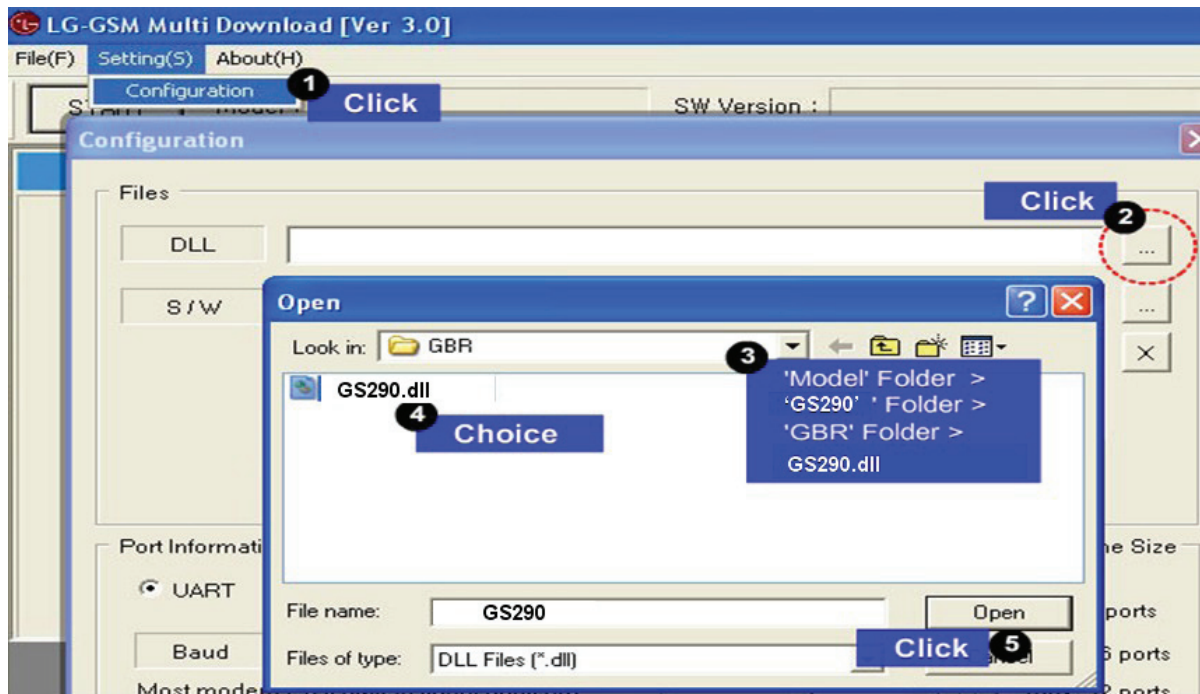 LG-GSM Multi Download [Ver 3.0]
File(F) Setting(S) About(H)
Configuration 1 Click
SW Version :
Configuration
Files
Click 2
DLL ...
S/W ...
Open
Look in: GBR
3
'Model' Folder >
‘GS290’ ' Folder >
'GBR' Folder >
GS290.dll
GS290.dll
4 Choice
UART
File name: GS290 Open ports
Click 5
Baud Files of type: DLL Files (*.dll) ports